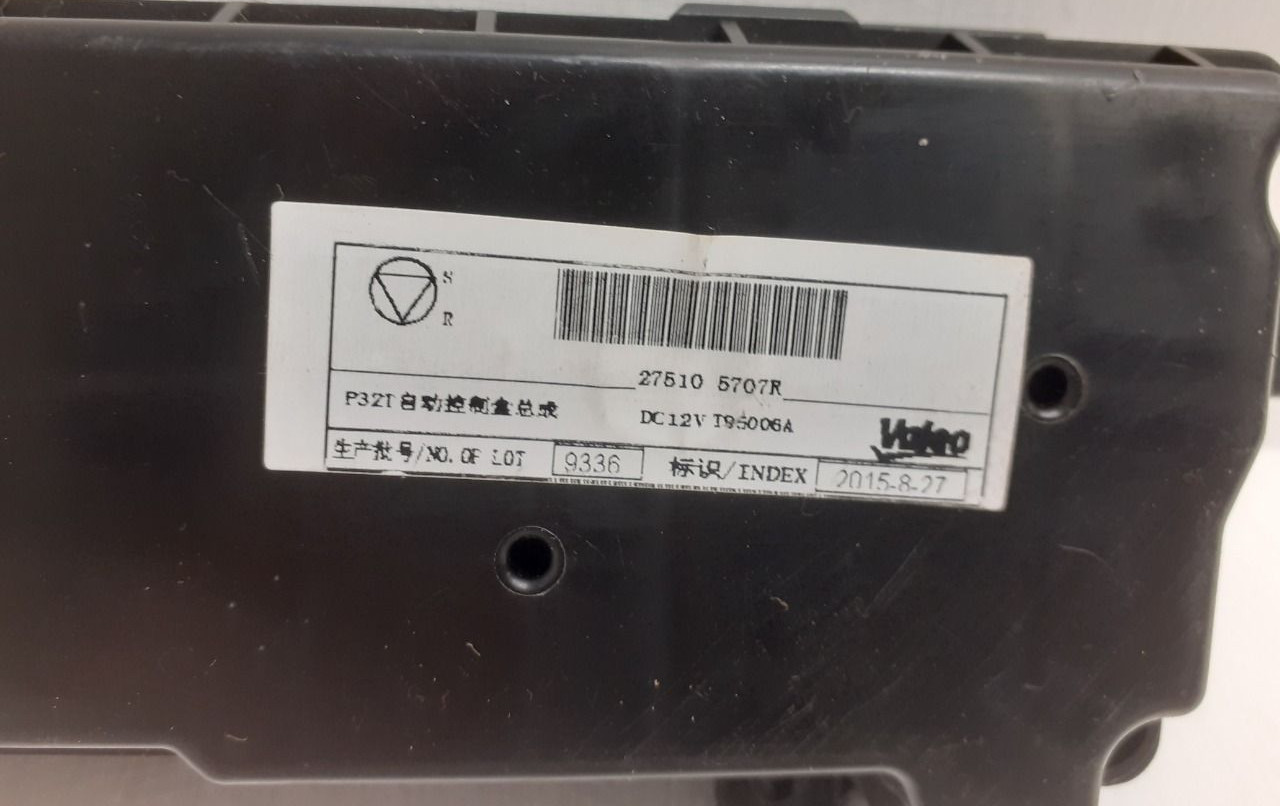 S
R
27510 5707R
P32T自动控制盒总成
DC12V T95006A
Valeo
生产批号/NO. OF LOT 9336 标识/INDEX 2015-8-27